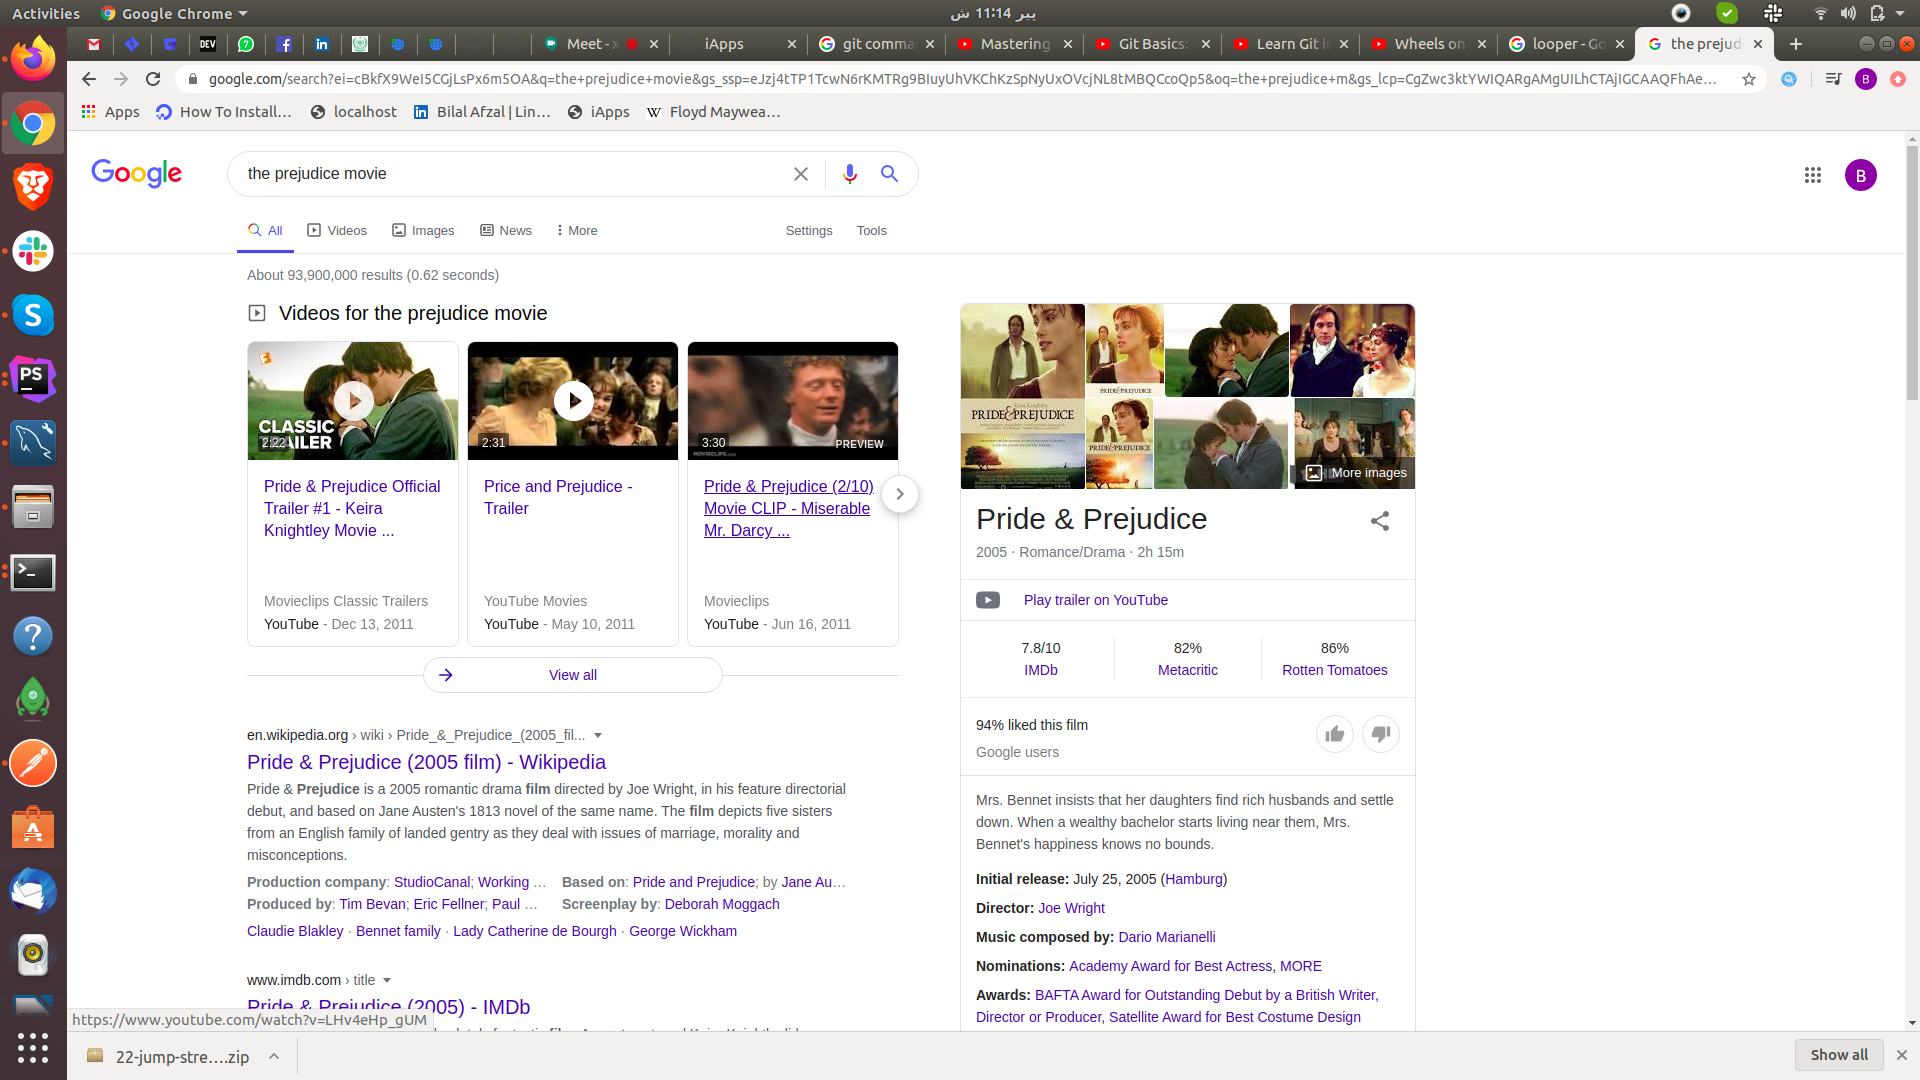 Activities
Google Chrome
پیر 11:14 ش
Meet - x
iApps
git comma
Mastering
Git Basics:
Learn Git i
Wheels on
looper - Go
the prejud
google.com/search?ei=cBkfX9WeI5CGjLsPx6m5OA&q=the+prejudice+movie&gs_ssp=eJzj4tTP1TcwN6rKMTRg9BIuyUhVKChKzSpNyUxOVcjNL8tMBQCcoQp5&oq=the+prejudice+m&gs_lcp=CgZwc3ktYWIQARgAMgUILhCTAjIGCAAQFhAe...
B
Apps
How To Install...
localhost
Bilal Afzal | Lin...
iApps
Floyd Maywea...
Google
the prejudice movie
B
All
Videos
Images
News
More
Settings
Tools
About 93,900,000 results (0.62 seconds)
Videos for the prejudice movie
CLASSIC
2:22
2:31
3:30
PREVIEW
MOVIECLIPS.com
Pride & Prejudice Official
Trailer #1 - Keira
Knightley Movie ...
Movieclips Classic Trailers
YouTube - Dec 13, 2011
Price and Prejudice -
Trailer
YouTube Movies
YouTube - May 10, 2011
Pride & Prejudice (2/10)
Movie CLIP - Miserable
Mr. Darcy ...
Movieclips
YouTube - Jun 16, 2011
View all
en.wikipedia.org › wiki › Pride_&_Prejudice_(2005_fil...
Pride & Prejudice (2005 film) - Wikipedia
Pride & Prejudice is a 2005 romantic drama film directed by Joe Wright, in his feature directorial
debut, and based on Jane Austen's 1813 novel of the same name. The film depicts five sisters
from an English family of landed gentry as they deal with issues of marriage, morality and
misconceptions.
Production company: StudioCanal; Working ...
Based on: Pride and Prejudice; by Jane Au...
Produced by: Tim Bevan; Eric Fellner; Paul ...
Screenplay by: Deborah Moggach
Claudie Blakley · Bennet family · Lady Catherine de Bourgh · George Wickham
www.imdb.com › title
Pride & Prejudice (2005) - IMDb
https://www.youtube.com/watch?v=LHv4eHp_gUM
PRIDE & PREJUDICE
PRIDE & PREJUDICE
PRIDE & PREJUDICE
More images
Pride & Prejudice
2005 · Romance/Drama · 2h 15m
Play trailer on YouTube
7.8/10
IMDb
82%
Metacritic
86%
Rotten Tomatoes
94% liked this film
Google users
Mrs. Bennet insists that her daughters find rich husbands and settle
down. When a wealthy bachelor starts living near them, Mrs.
Bennet's happiness knows no bounds.
Initial release: July 25, 2005 (Hamburg)
Director: Joe Wright
Music composed by: Dario Marianelli
Nominations: Academy Award for Best Actress, MORE
Awards: BAFTA Award for Outstanding Debut by a British Writer,
Director or Producer, Satellite Award for Best Costume Design
22-jump-stre....zip
Show all